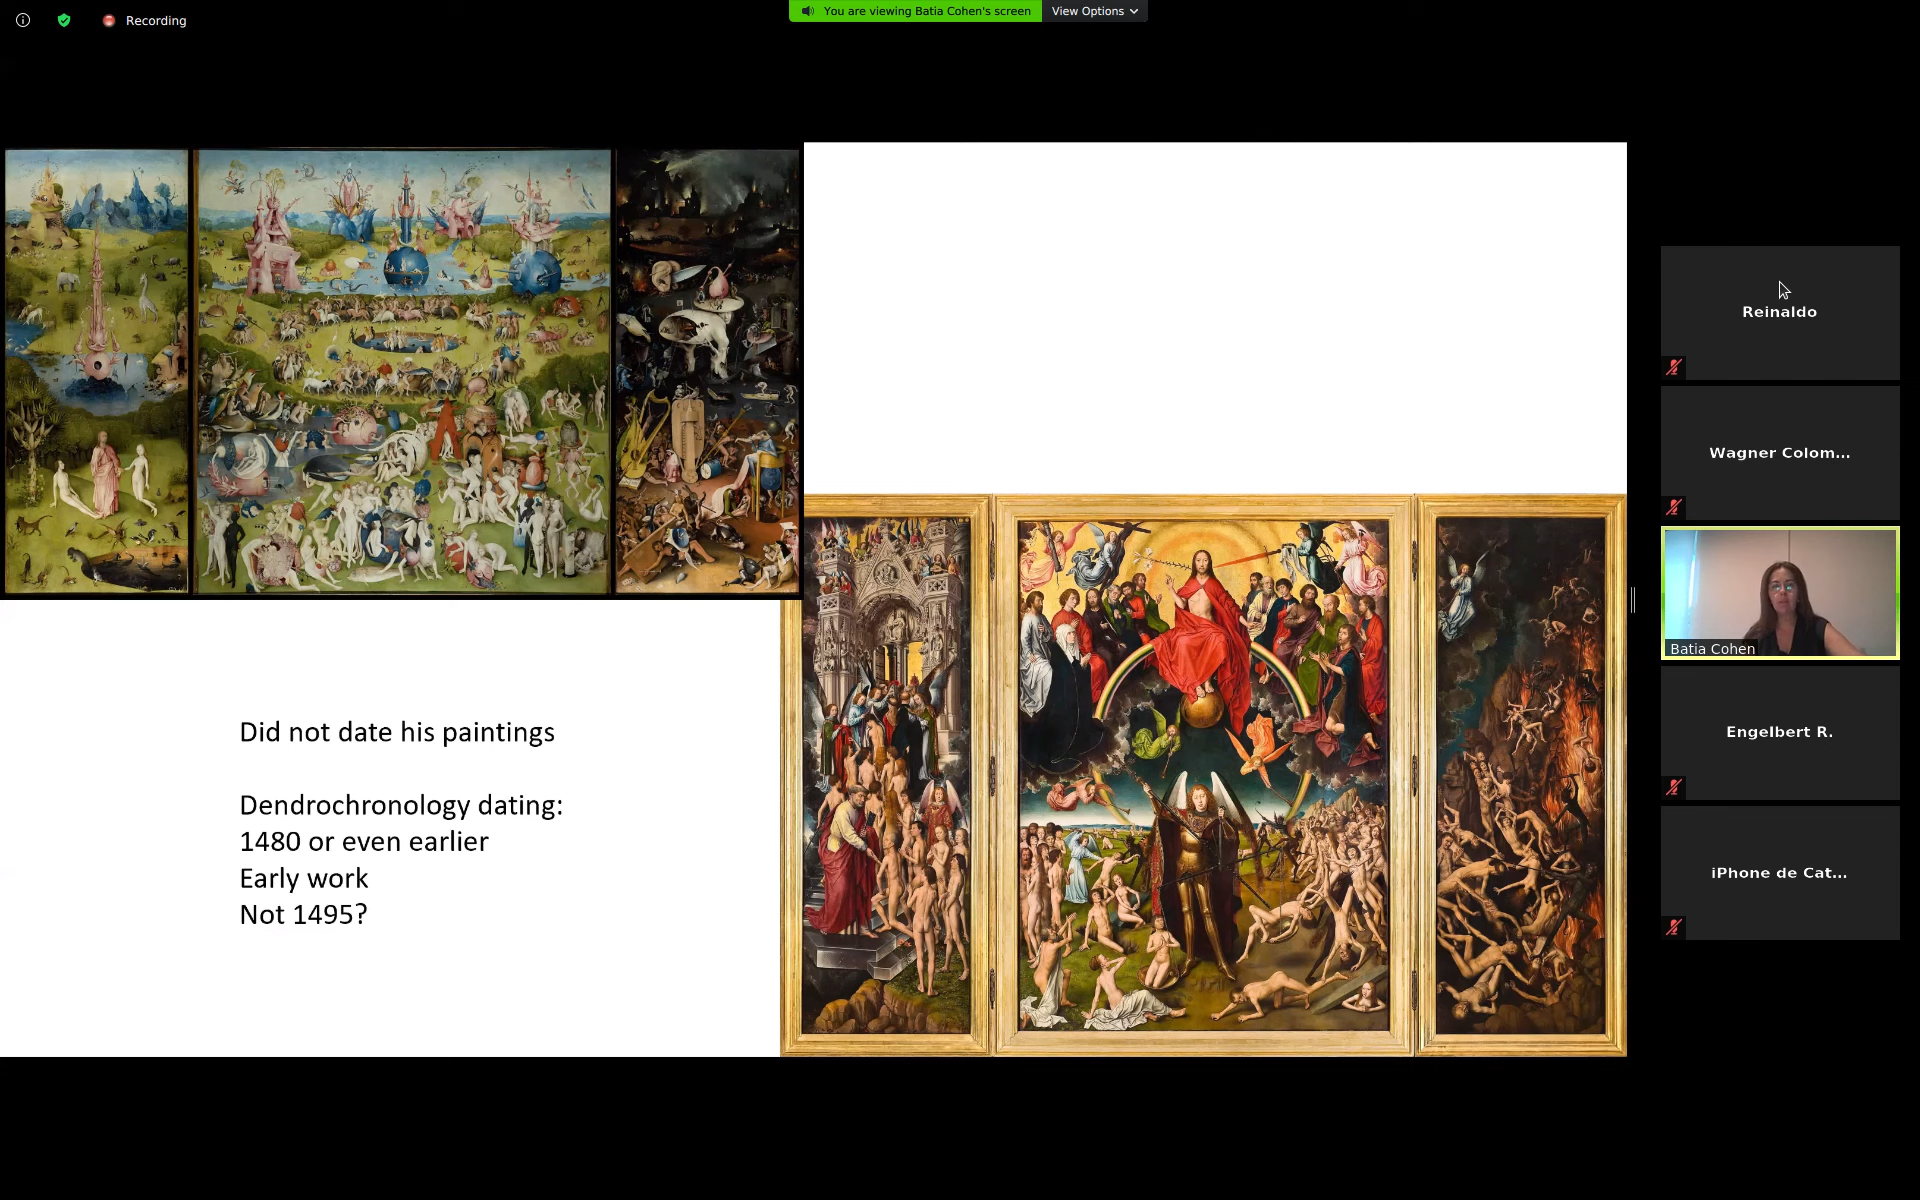 Recording
You are viewing Batia Cohen's screen
View Options
Did not date his paintings
Dendrochronology dating:
1480 or even earlier
Early work
Not 1495?
Reinaldo
Wagner Colom...
Batia Cohen
Engelbert R.
iPhone de Cat...